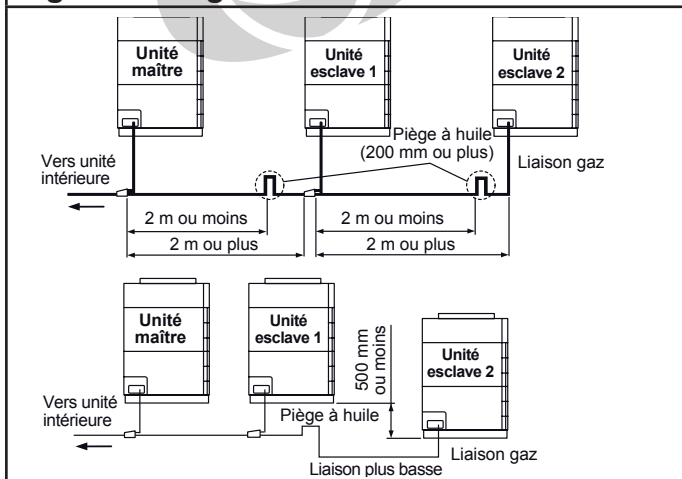 Unité
maître
Unité
esclave 1
Unité
esclave 2
Piège à huile
(200 mm ou plus)
Vers unité
intérieure
Liaison gaz
2 m ou moins
2 m ou moins
2 m ou plus
2 m ou plus
Unité
maître
Unité
esclave 1
500 mm
ou moins
Unité
esclave 2
Vers unité
intérieure
Piège à huile
Liaison gaz
Liaison plus basse